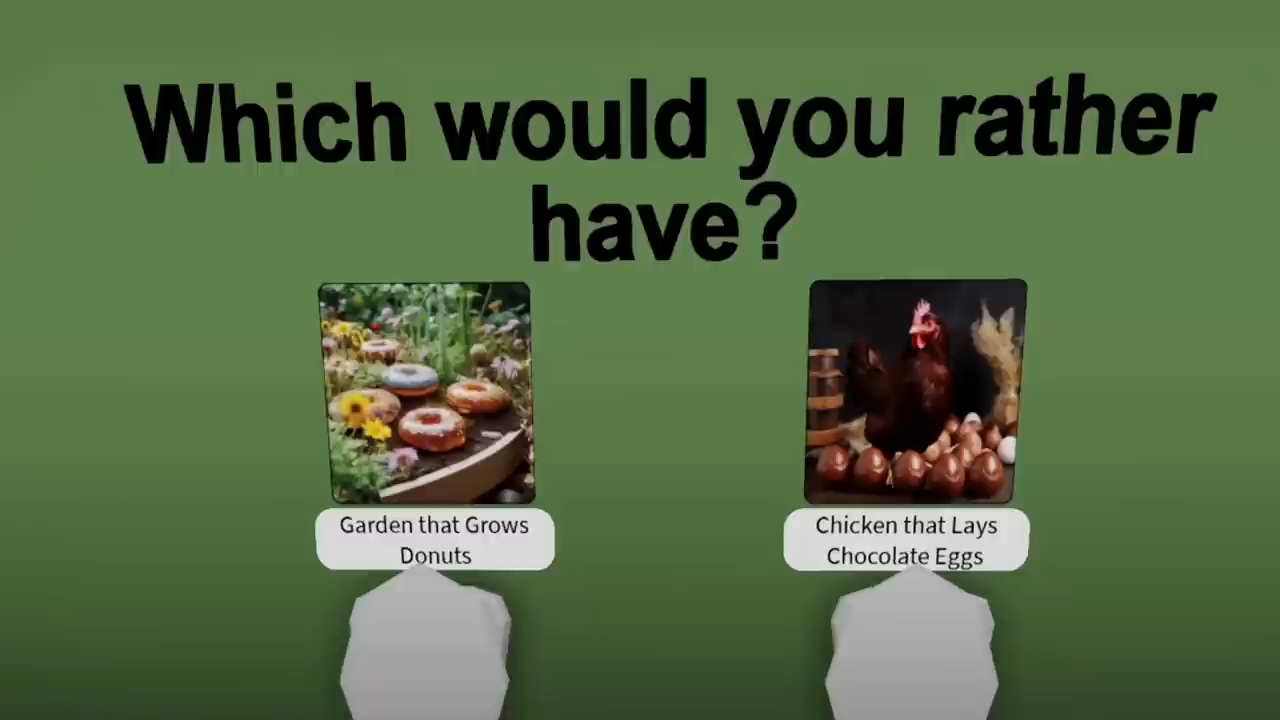 Which would you rather
have?
Garden that Grows
Donuts
Chicken that Lays
Chocolate Eggs